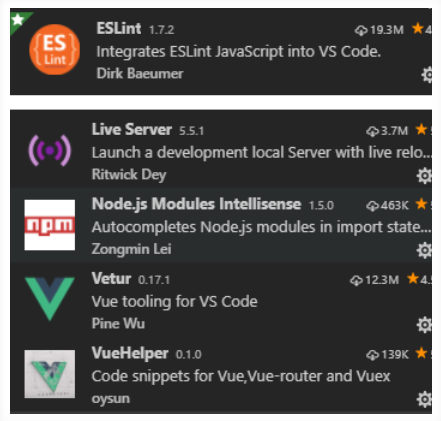 ES
Lint
ESLint 1.7.2 19.3M 4
Integrates ESLint JavaScript into VS Code.
Dirk Baeumer
Live Server 5.5.1 3.7M
Launch a development local Server with live relo...
Ritwick Dey
npm
Node.js Modules Intellisense 1.5.0 463K
Autocompletes Node.js modules in import state...
Zongmin Lei
Vetur 0.17.1 12.3M 4.
Vue tooling for VS Code
Pine Wu
VueHelper 0.1.0 139K
Code snippets for Vue,Vue-router and Vuex
oysun